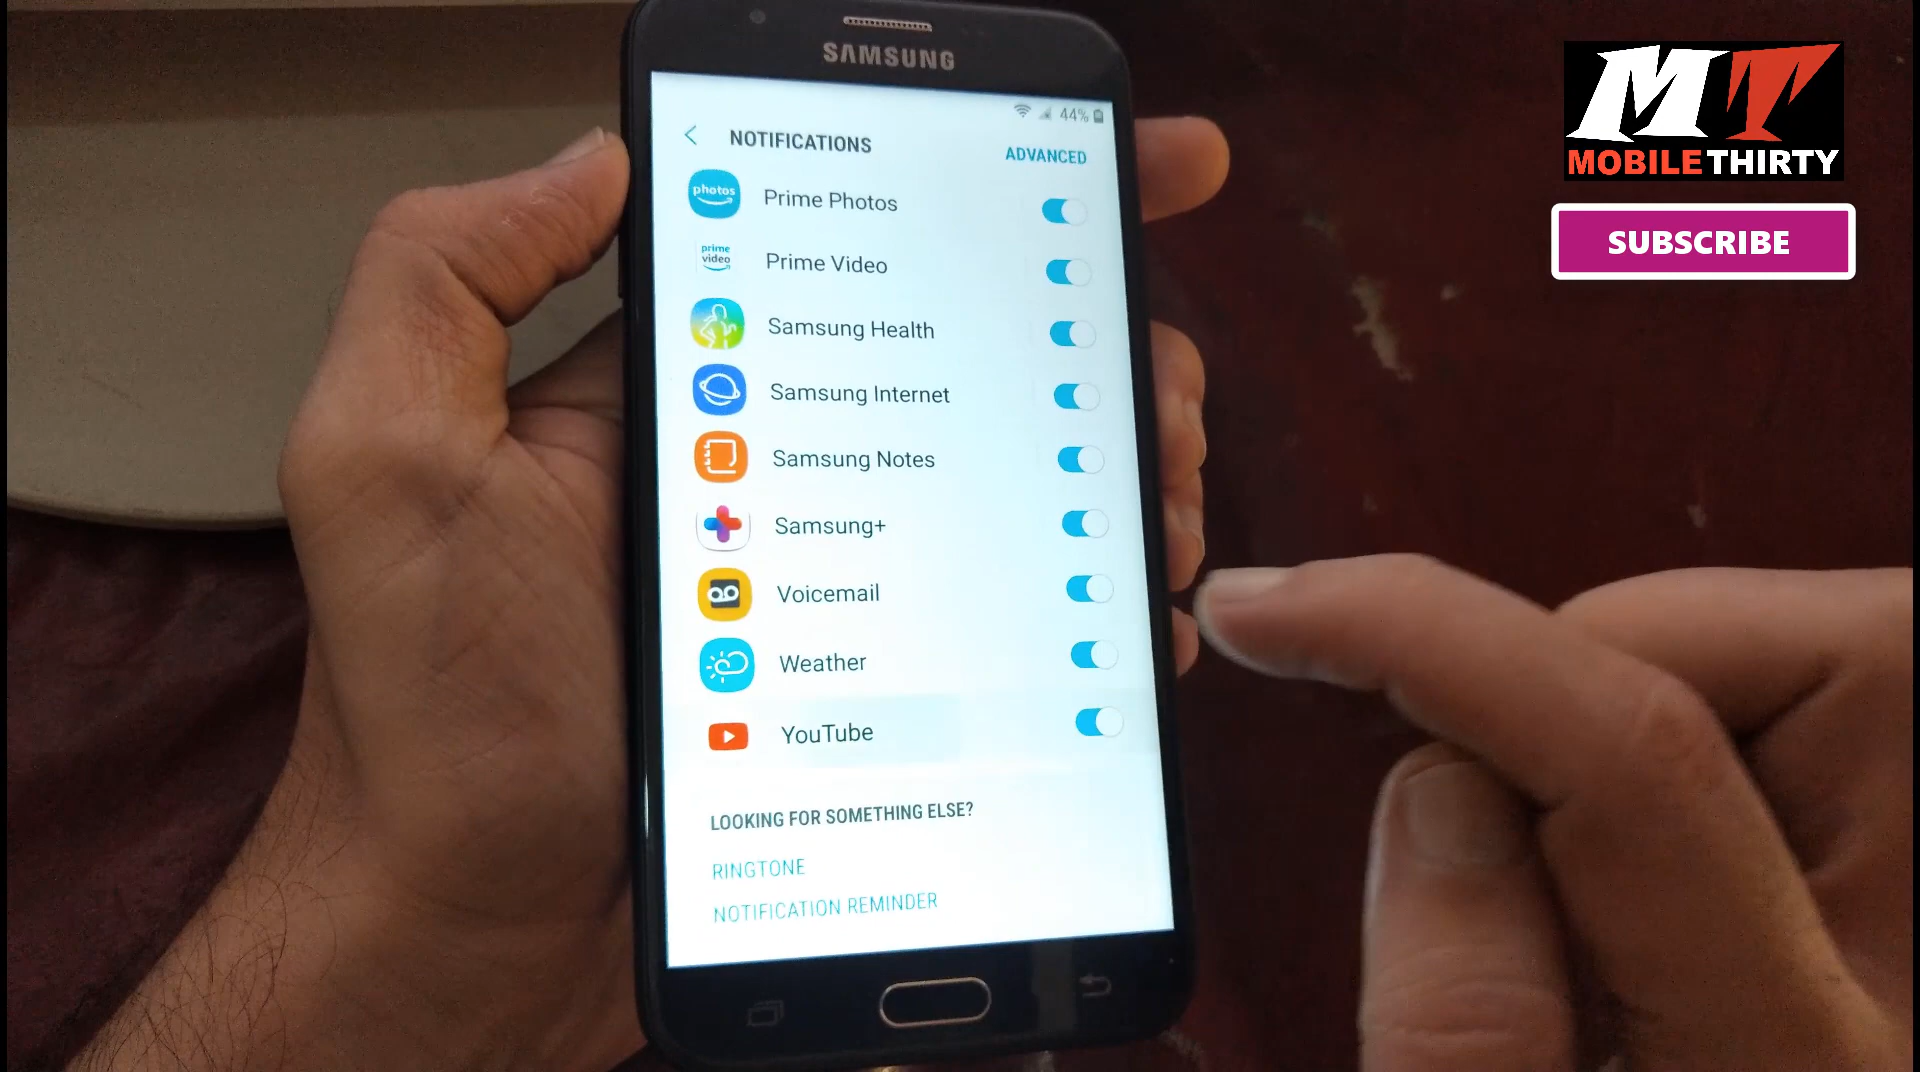 SAMSUNG
44%
NOTIFICATIONS
ADVANCED
photos
Prime Photos
prime
video
Prime Video
Samsung Health
Samsung Internet
Samsung Notes
Samsung+
Voicemail
Weather
YouTube
LOOKING FOR SOMETHING ELSE?
RINGTONE
NOTIFICATION REMINDER
MT
MOBILE THIRTY
SUBSCRIBE